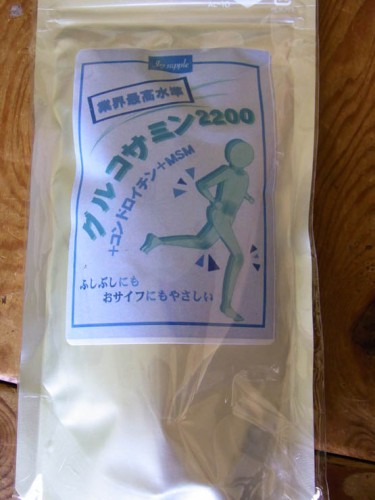 業界最高水準
グルコサミン2200
+コンドロイチン+MSM
ふしぶしにも
おサイフにもやさしい